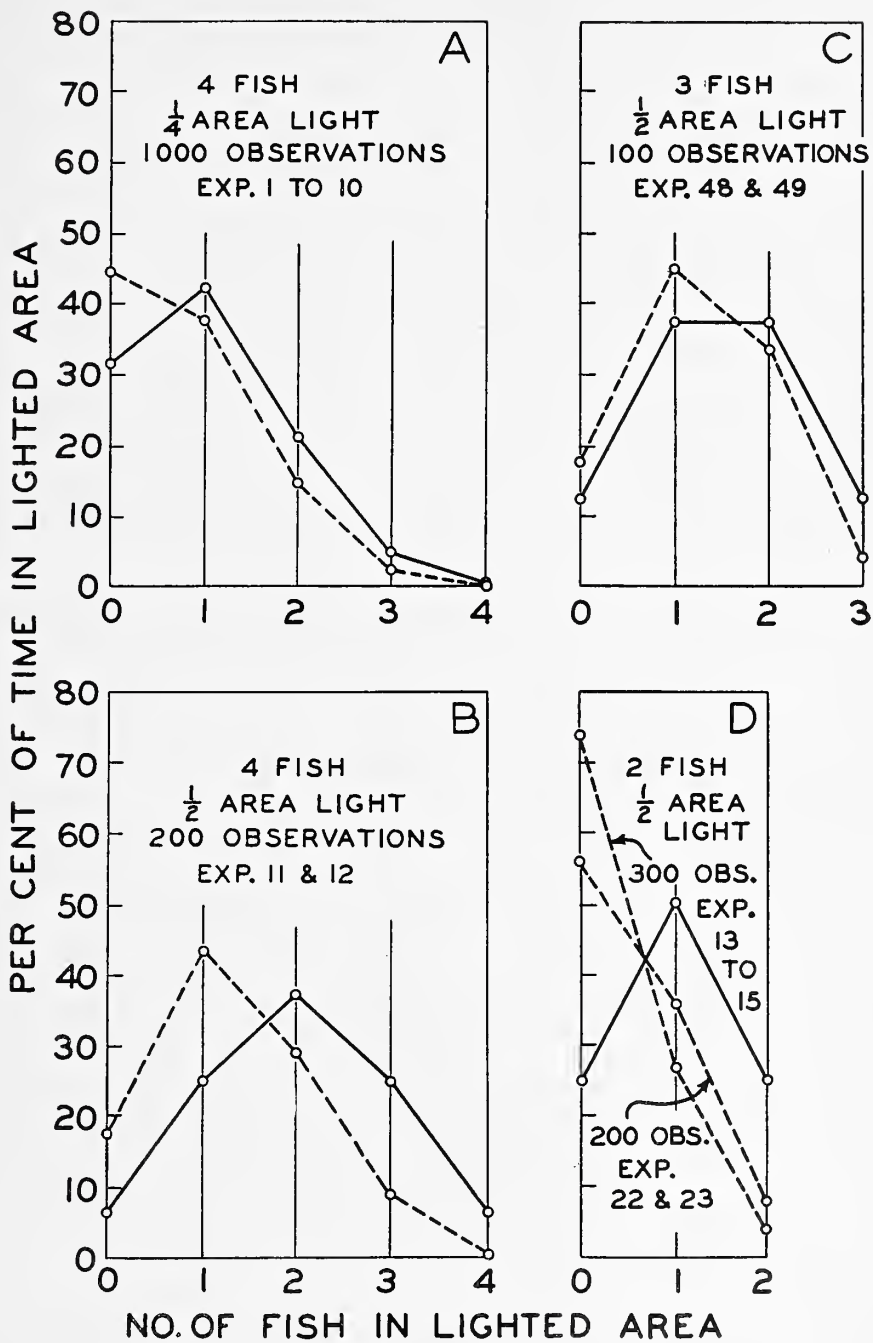 PER CENT OF TIME IN LIGHTED AREA
80
70
60
50
40
30
20
10
0
A
4 FISH
1/4 AREA LIGHT
1000 OBSERVATIONS
EXP. 1 TO 10
0 1 2 3 4
C
3 FISH
1/2 AREA LIGHT
100 OBSERVATIONS
EXP. 48 & 49
0 1 2 3
80
70
60
50
40
30
20
10
0
B
4 FISH
1/2 AREA LIGHT
200 OBSERVATIONS
EXP. 11 & 12
0 1 2 3 4
D
2 FISH
1/2 AREA
LIGHT
300 OBS.
EXP.
13
TO
15
200 OBS.
EXP.
22 & 23
0 1 2
NO. OF FISH IN LIGHTED AREA